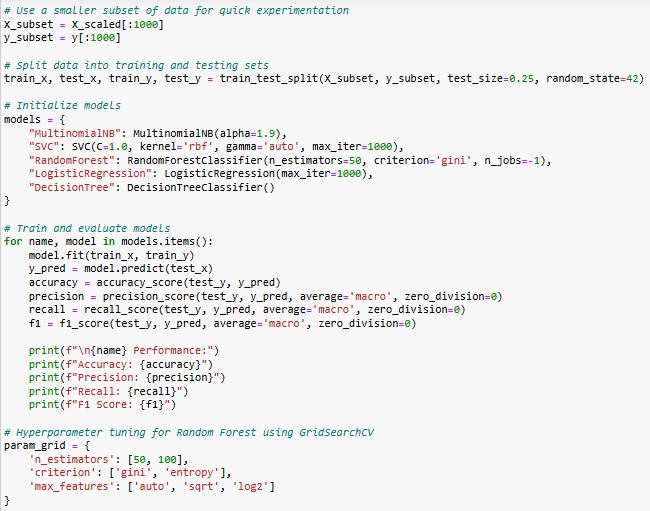 # Use a smaller subset of data for quick experimentation
X_subset = X_scaled[:1000]
y_subset = y[:1000]

# Split data into training and testing sets
train_x, test_x, train_y, test_y = train_test_split(X_subset, y_subset, test_size=0.25, random_state=42)

# Initialize models
models = {
    "MultinomialNB": MultinomialNB(alpha=1.9),
    "SVC": SVC(C=1.0, kernel='rbf', gamma='auto', max_iter=1000),
    "RandomForest": RandomForestClassifier(n_estimators=50, criterion='gini', n_jobs=-1),
    "LogisticRegression": LogisticRegression(max_iter=1000),
    "DecisionTree": DecisionTreeClassifier()
}

# Train and evaluate models
for name, model in models.items():
    model.fit(train_x, train_y)
    y_pred = model.predict(test_x)
    accuracy = accuracy_score(test_y, y_pred)
    precision = precision_score(test_y, y_pred, average='macro', zero_division=0)
    recall = recall_score(test_y, y_pred, average='macro', zero_division=0)
    f1 = f1_score(test_y, y_pred, average='macro', zero_division=0)

    print(f"\n{name} Performance:")
    print(f"Accuracy: {accuracy}")
    print(f"Precision: {precision}")
    print(f"Recall: {recall}")
    print(f"F1 Score: {f1}")

# Hyperparameter tuning for Random Forest using GridSearchCV
param_grid = {
    'n_estimators': [50, 100],
    'criterion': ['gini', 'entropy'],
    'max_features': ['auto', 'sqrt', 'log2']
}